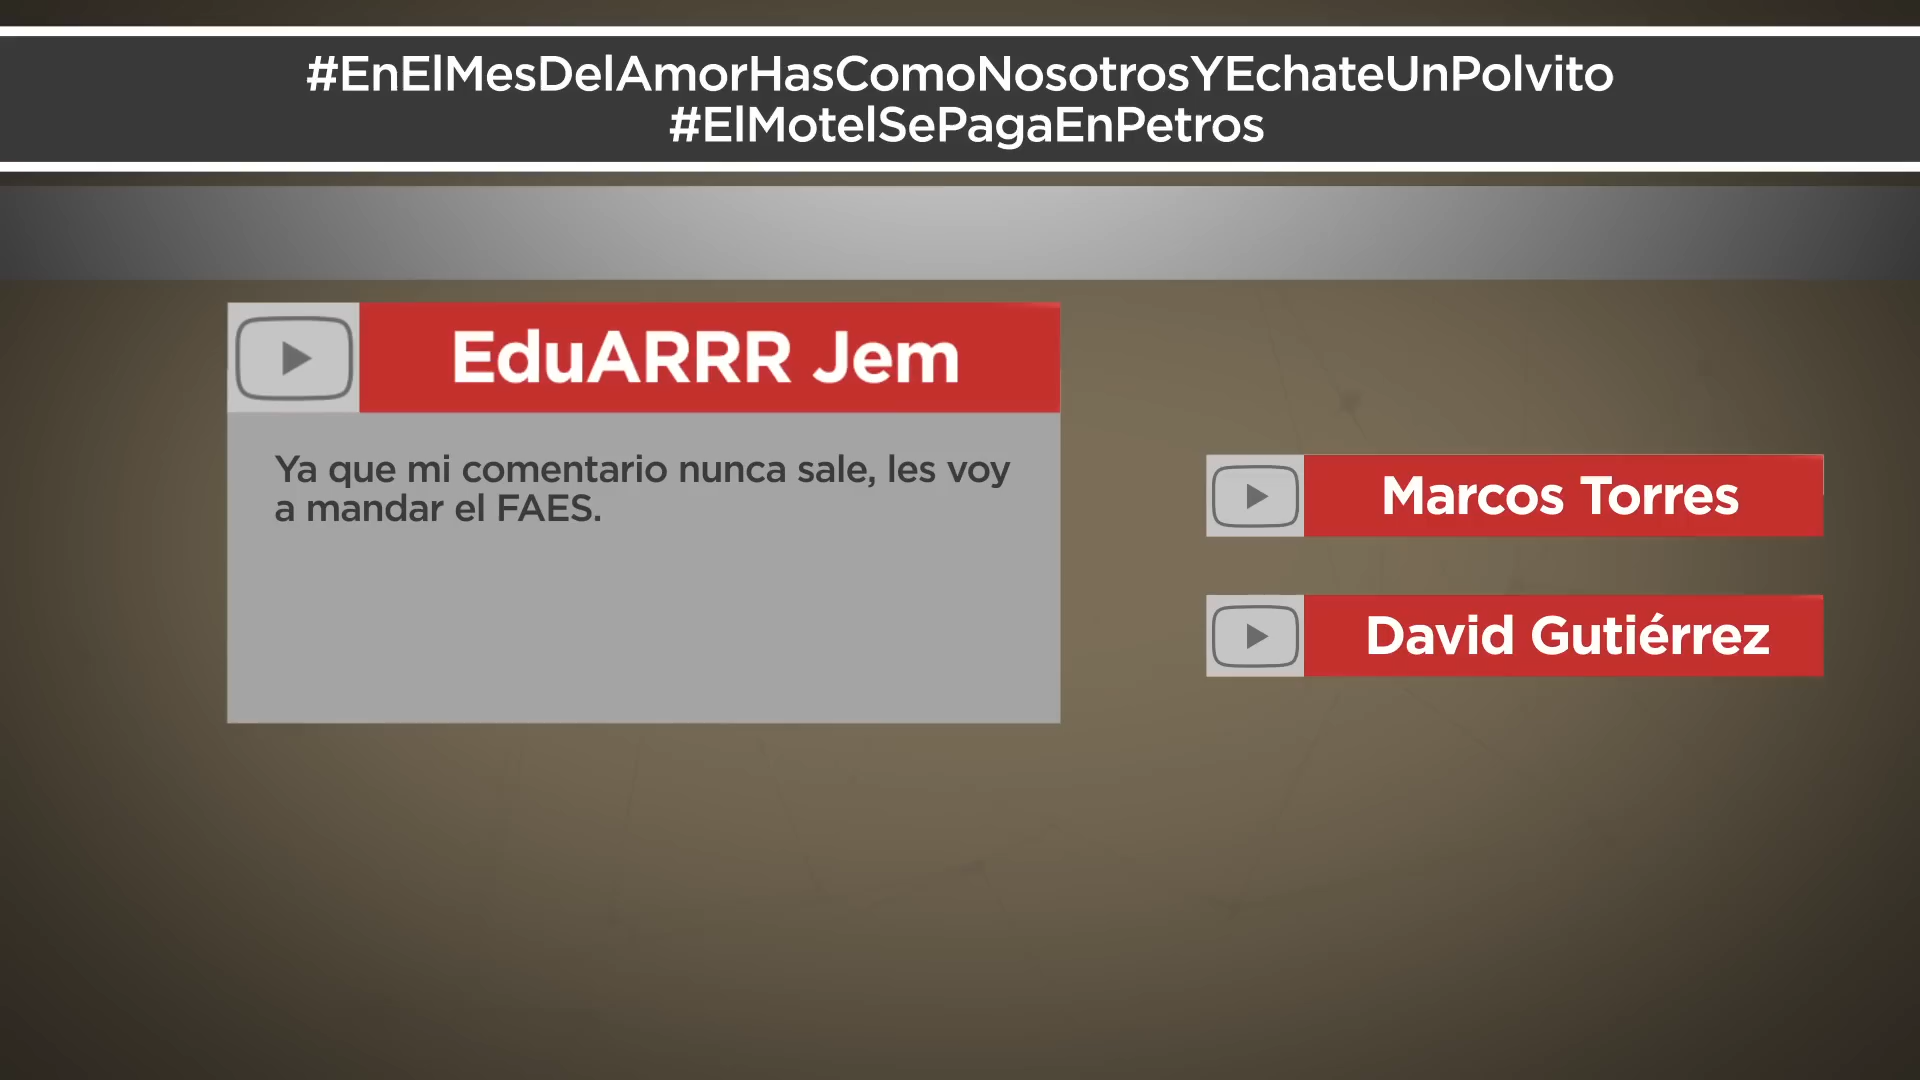 #EnElMesDelAmorHasComoNosotrosYEchateUnPolvito
#ElMotelSePagaEnPetros
EduARRR Jem
Ya que mi comentario nunca sale, les voy
a mandar el FAES.
Marcos Torres
David Gutiérrez